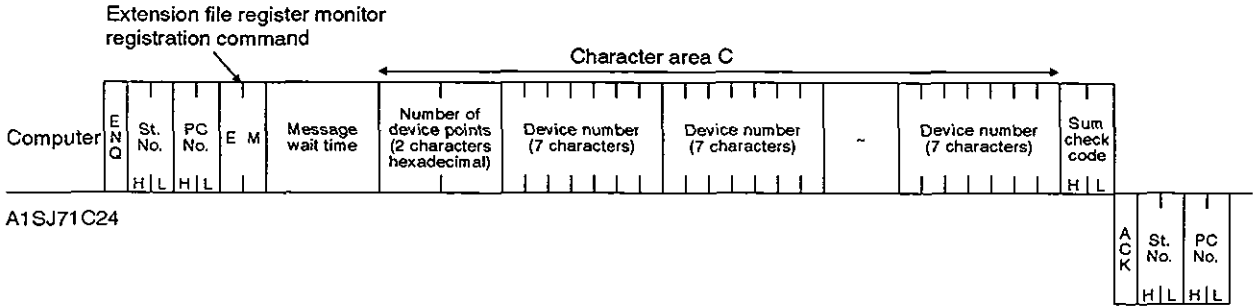 Extension file register monitor
registration command
Character area C
Computer
E
N
Q
St.
No.
H L
PC
No.
H L
E M
Message
wait time
Number of
device points
(2 characters
hexadecimal)
Device number
(7 characters)
Device number
(7 characters)
~
Device number
(7 characters)
Sum
check
code
H L
A1SJ71C24
A
C
K
St.
No.
H L
PC
No.
H L